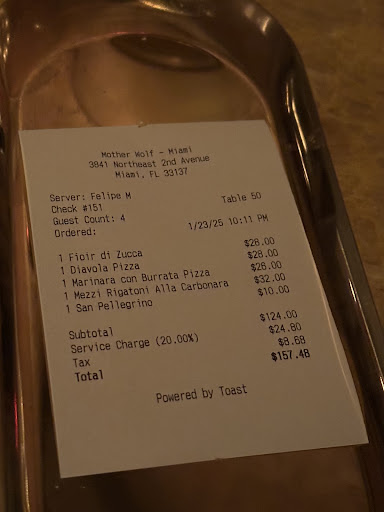 Mother Wolf - Miami
3841 Northeast 2nd Avenue
Miami, FL 33137
Server: Felipe M
Check #151 Table 50
Guest Count: 4
Ordered: 1/23/25 10:11 PM
1 Fioir di Zucca $28.00
1 Diavola Pizza $28.00
1 Marinara con Burrata Pizza $26.00
1 Mezzi Rigatoni Alla Carbonara $32.00
1 San Pellegrino $10.00
Subtotal $124.00
Service Charge (20.00%) $24.80
Tax $8.68
Total $157.48
Powered by Toast